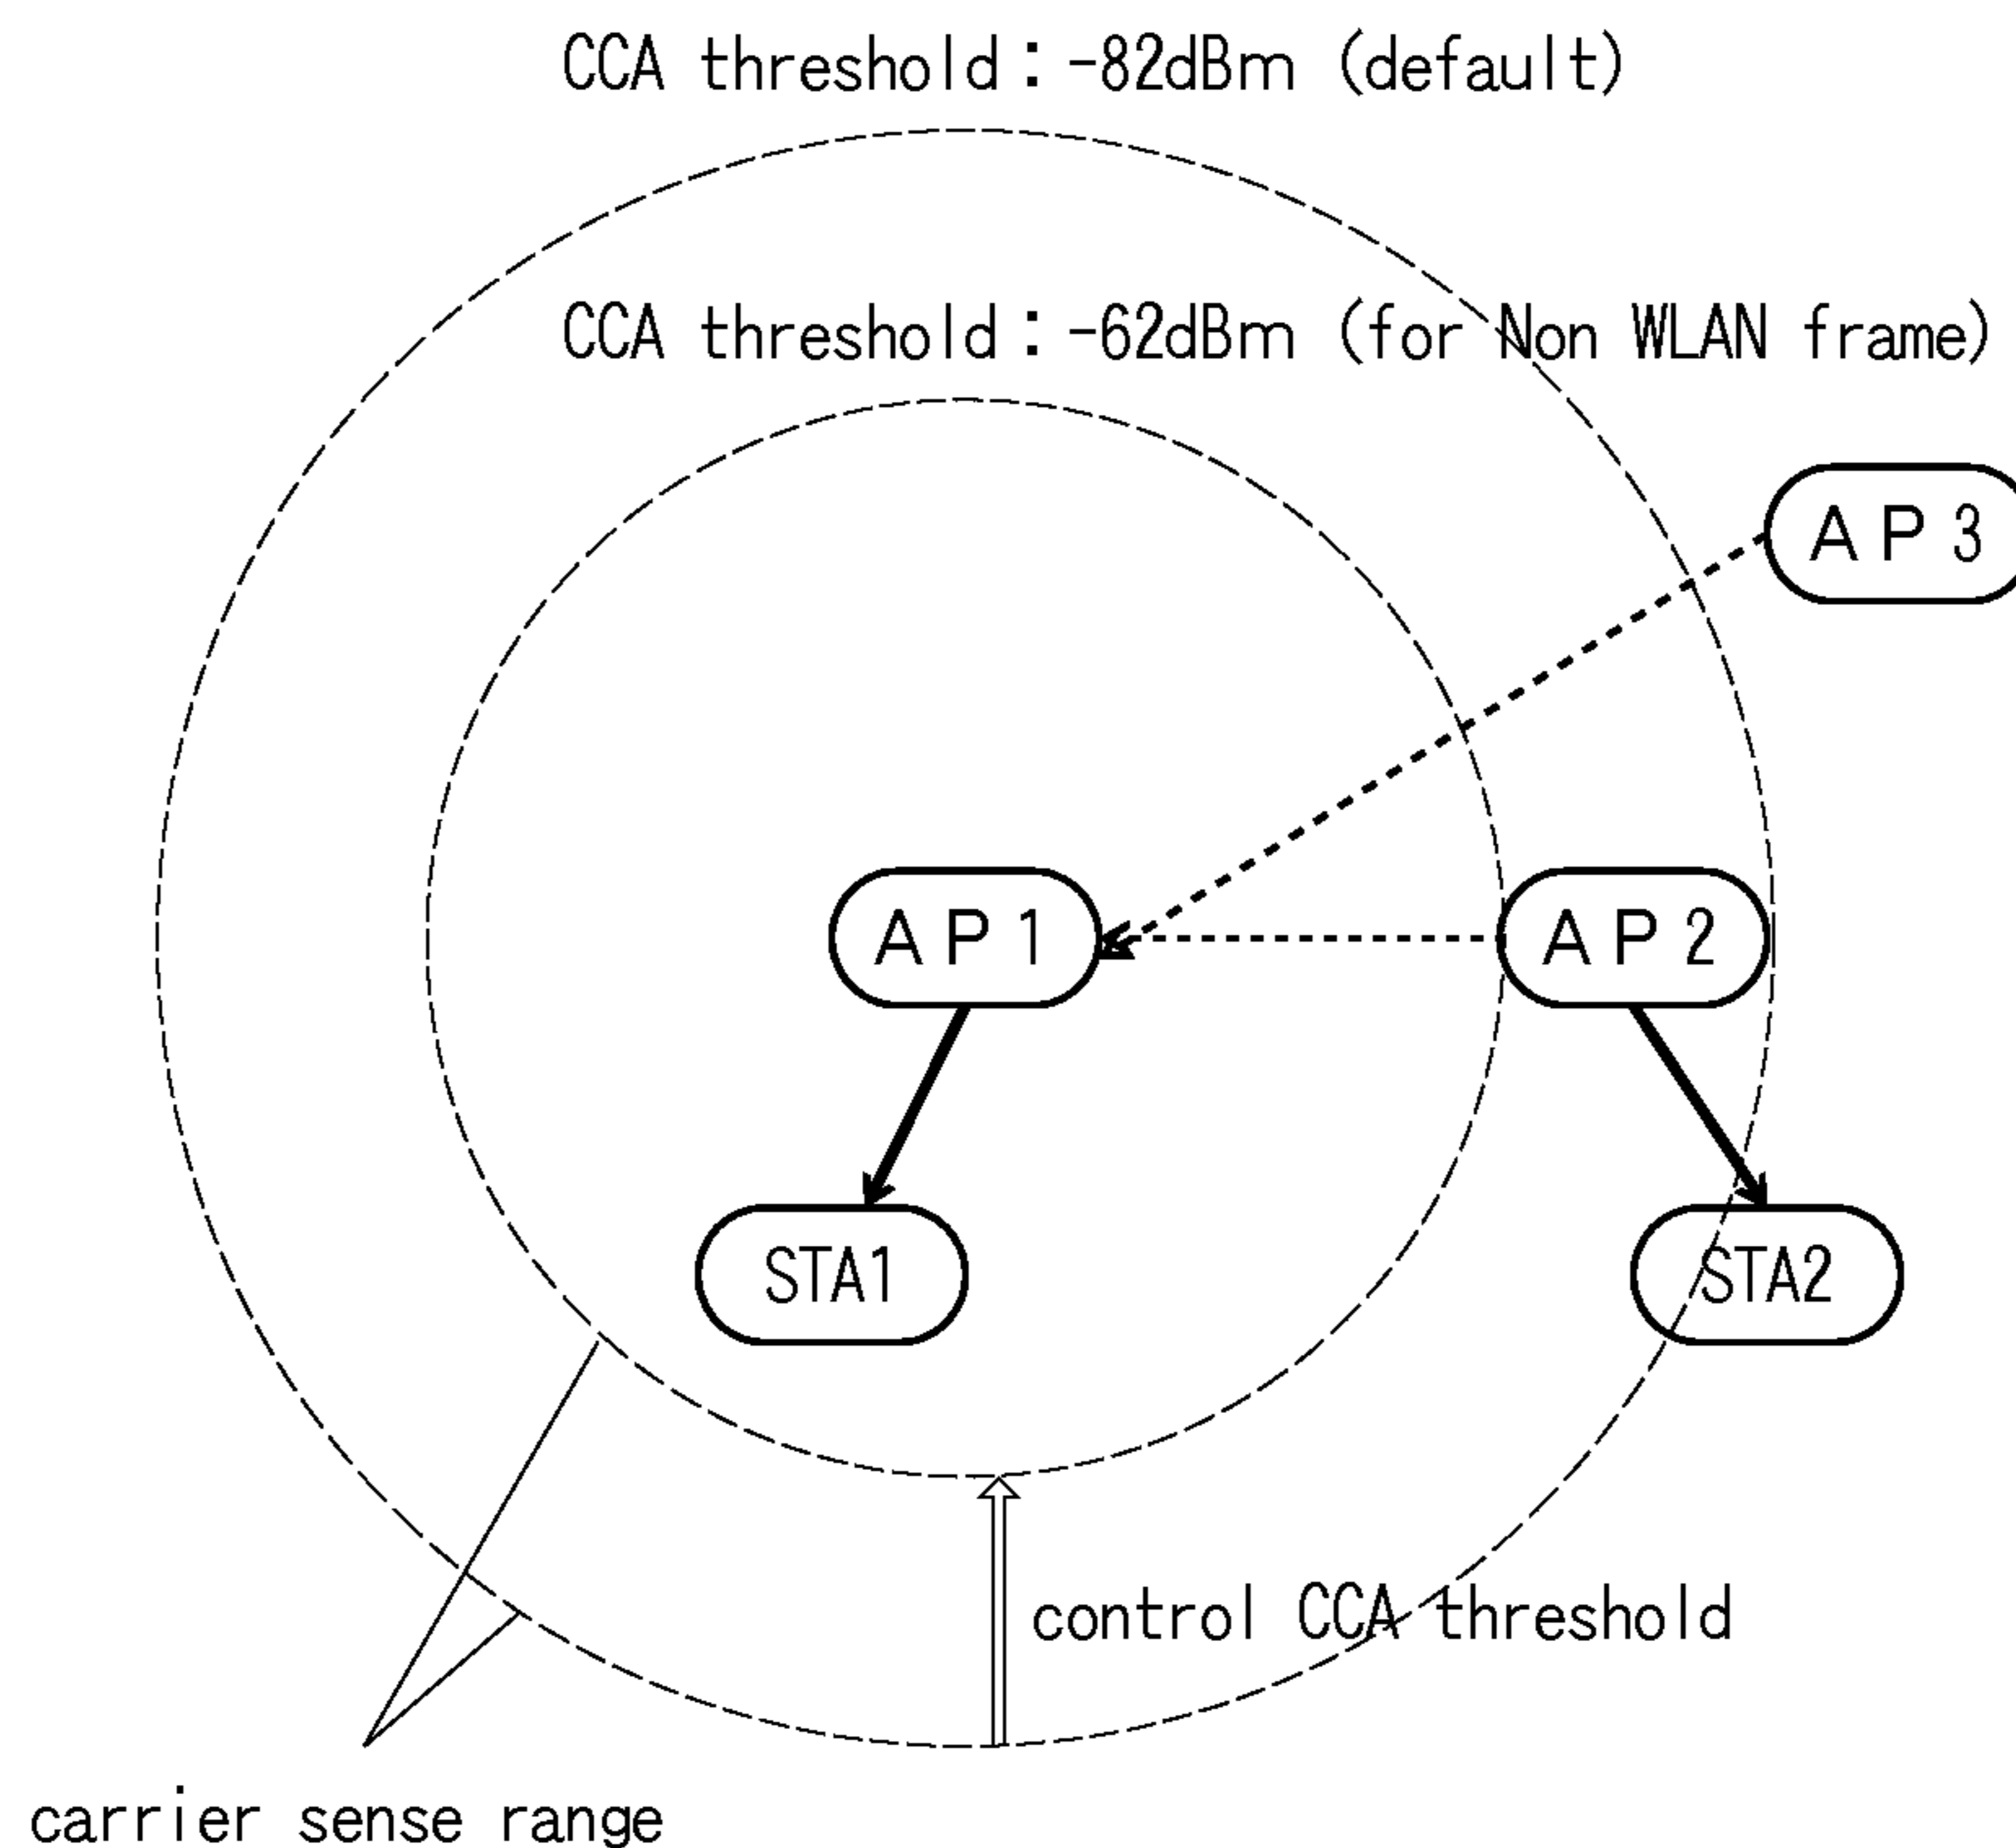 CCA threshold：-82dBm (default)
CCA threshold：-62dBm (for Non WLAN frame)
ＡＰ３
ＡＰ１
ＡＰ２
STA1
STA2
control CCA threshold
carrier sense range